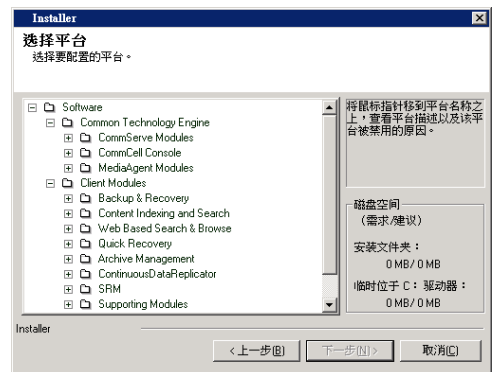 Installer
选择平台
选择要配置的平台。
Software
Common Technology Engine
CommServe Modules
CommCell Console
MediaAgent Modules
Client Modules
Backup & Recovery
Content Indexing and Search
Web Based Search & Browse
Quick Recovery
Archive Management
ContinuousDataReplicator
SRM
Supporting Modules
将鼠标指针移到平台名称之
上，查看平台描述以及该平
台被禁用的原因。
磁盘空间
（需求/建议）
安装文件夹：
0 MB/ 0 MB
临时位于 C： 驱动器：
0 MB/ 0 MB
Installer
<上一步(B)
下一步(N)>
取消(C)